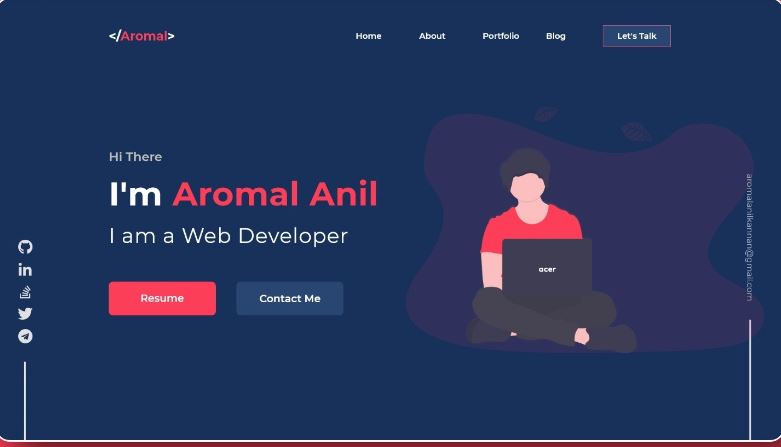 </Aromal>
Home About Portfolio Blog Let's Talk
Hi There
I'm Aromal Anil
I am a Web Developer
Resume Contact Me
acer
aromalanilkannan@gmail.com